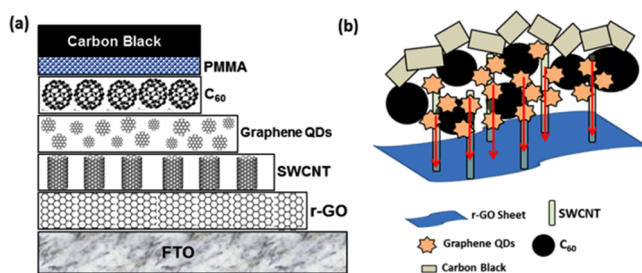 (a)
Carbon Black
PMMA
C₆₀
Graphene QDs
SWCNT
r-GO
FTO
(b)
r-GO Sheet
SWCNT
Graphene QDs
C₆₀
Carbon Black